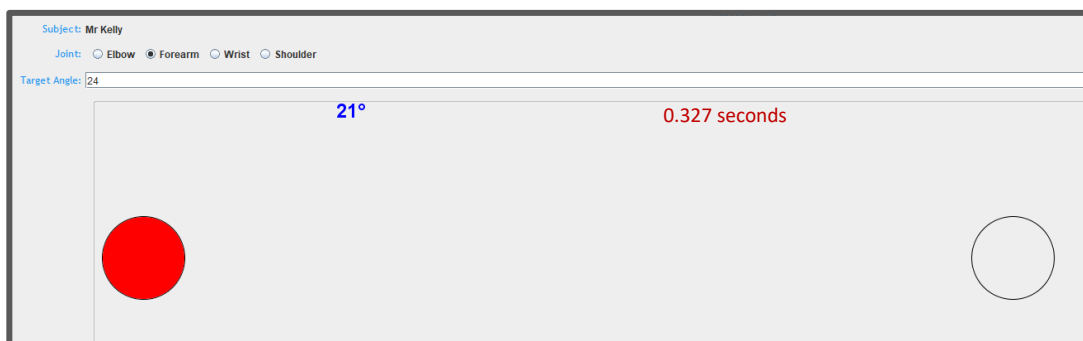 Subject: Mr Kelly
Joint: Elbow Forearm Wrist Shoulder
Target Angle: 24
21° 0.327 seconds